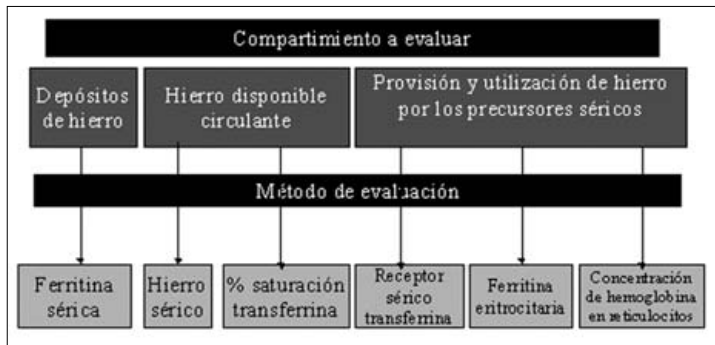 Compartimiento a evaluar
Depósitos
de hierro
Hierro disponible
circulante
Provisión y utilización de hierro
por los precursores séricos
Método de evaluación
Ferritina
sérica
Hierro
sérico
% saturación
transferrina
Receptor
sérico
transferrina
Ferritina
eritrocitaria
Concentración
de hemoglobina
en reticulocitos